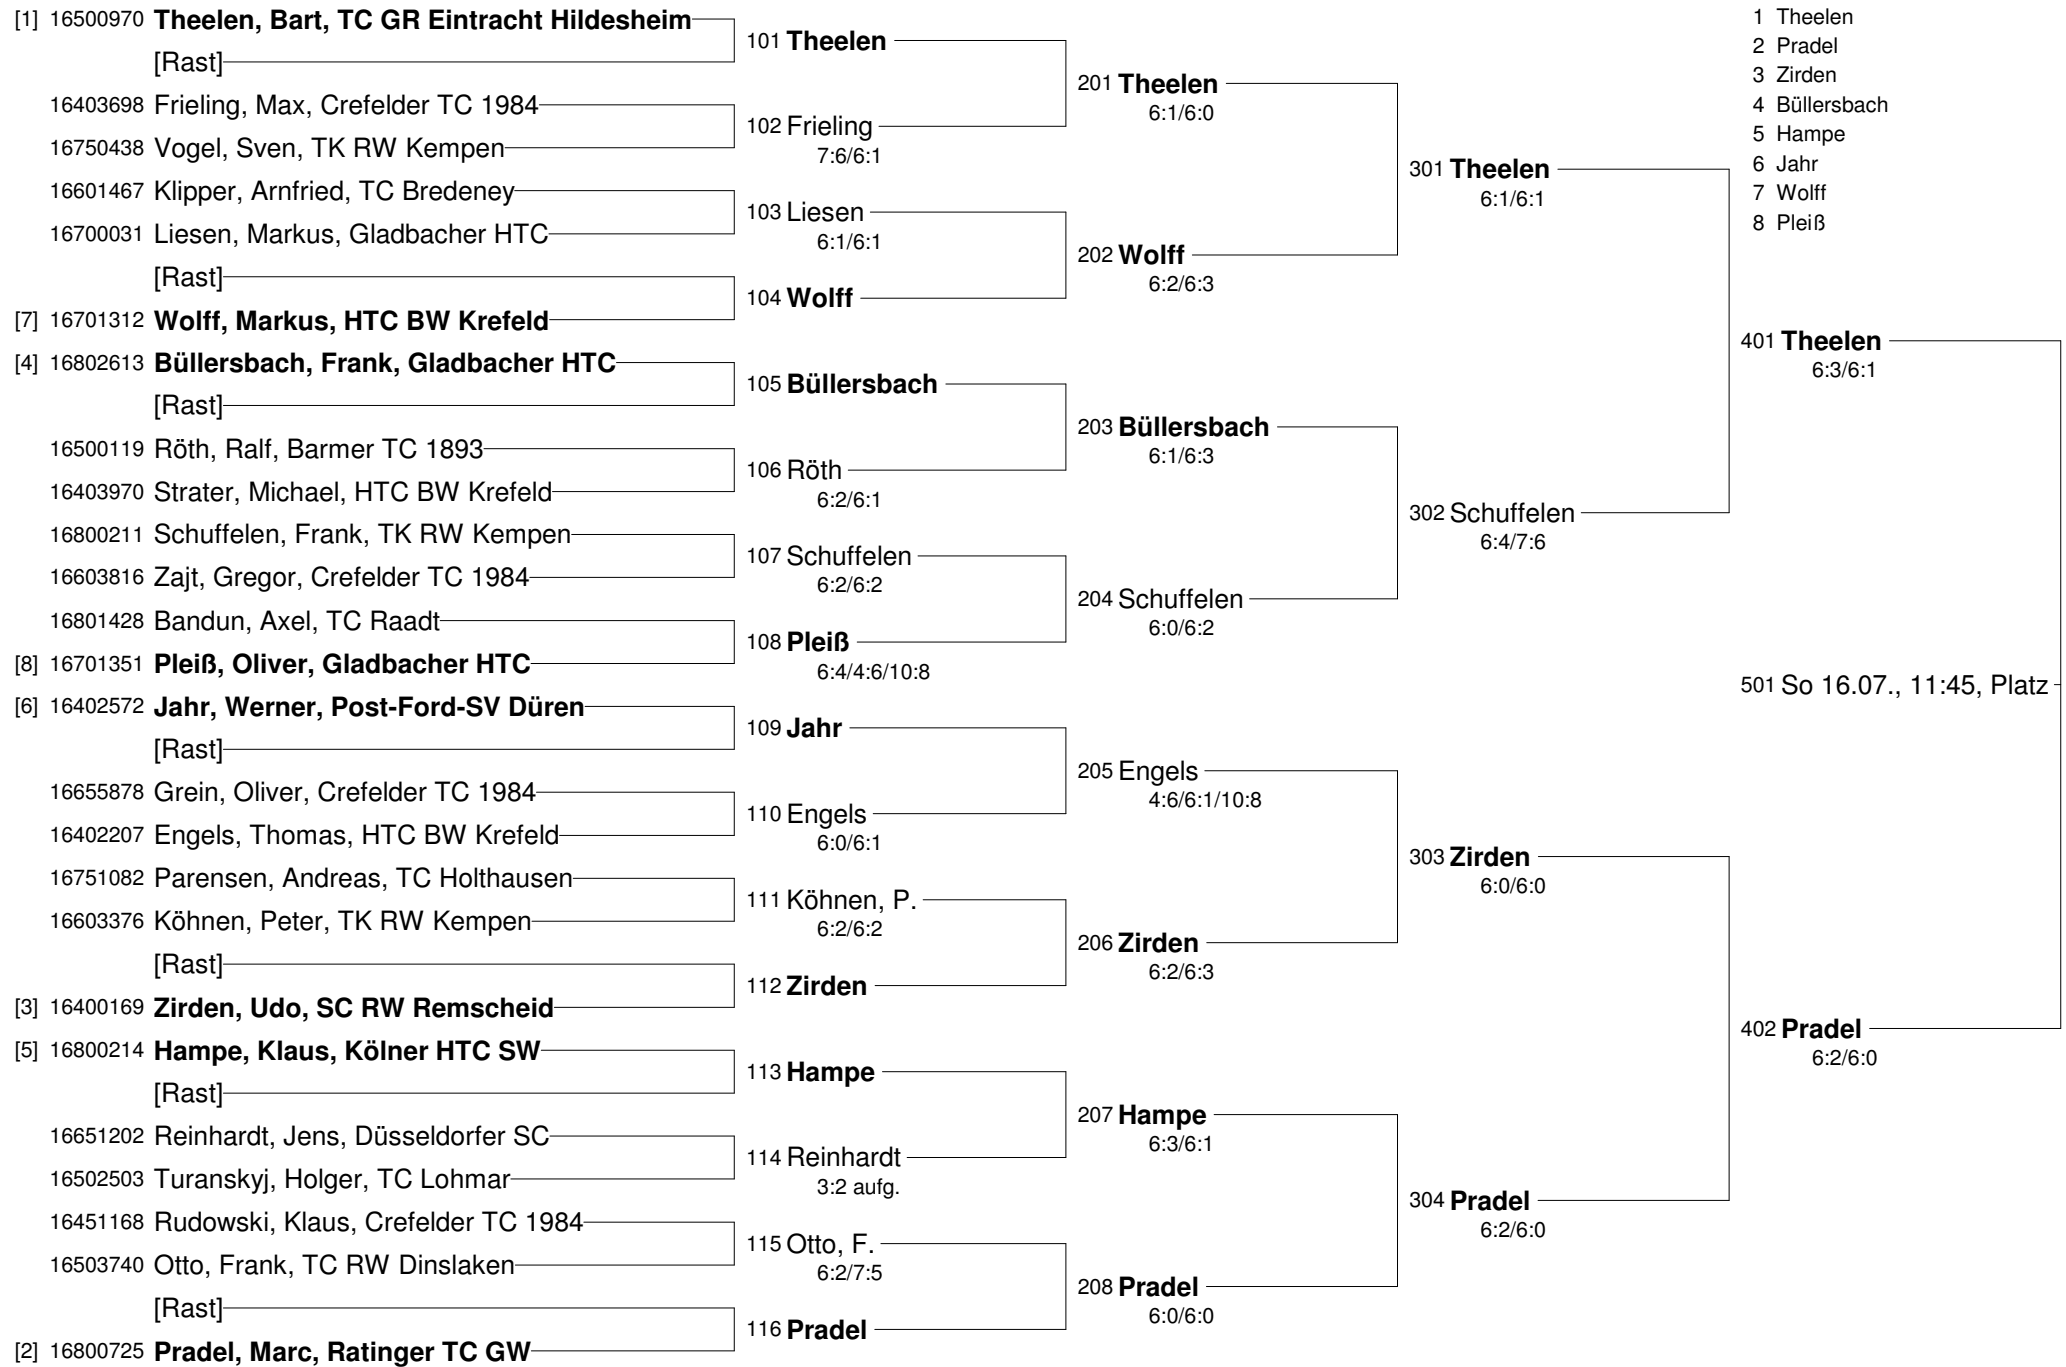 [1] 16500970 Theelen, Bart, TC GR Eintracht Hildesheim
[Rast]
16403698 Frieling, Max, Crefelder TC 1984
16750438 Vogel, Sven, TK RW Kempen
16601467 Klipper, Arnfried, TC Bredeney
16700031 Liesen, Markus, Gladbacher HTC
[Rast]
[7] 16701312 Wolff, Markus, HTC BW Krefeld
[4] 16802613 Büllersbach, Frank, Gladbacher HTC
[Rast]
16500119 Röth, Ralf, Barmer TC 1893
16403970 Strater, Michael, HTC BW Krefeld
16800211 Schuffelen, Frank, TK RW Kempen
16603816 Zajt, Gregor, Crefelder TC 1984
16801428 Bandun, Axel, TC Raadt
[8] 16701351 Pleiß, Oliver, Gladbacher HTC
[6] 16402572 Jahr, Werner, Post-Ford-SV Düren
[Rast]
16655878 Grein, Oliver, Crefelder TC 1984
16402207 Engels, Thomas, HTC BW Krefeld
16751082 Parensen, Andreas, TC Holthausen
16603376 Köhnen, Peter, TK RW Kempen
[Rast]
[3] 16400169 Zirden, Udo, SC RW Remscheid
[5] 16800214 Hampe, Klaus, Kölner HTC SW
[Rast]
16651202 Reinhardt, Jens, Düsseldorfer SC
16502503 Turanskyj, Holger, TC Lohmar
16451168 Rudowski, Klaus, Crefelder TC 1984
16503740 Otto, Frank, TC RW Dinslaken
[Rast]
[2] 16800725 Pradel, Marc, Ratinger TC GW
101 Theelen
102 Frieling
7:6/6:1
103 Liesen
6:1/6:1
104 Wolff
105 Büllersbach
106 Röth
6:2/6:1
107 Schuffelen
6:2/6:2
108 Pleiß
6:4/4:6/10:8
109 Jahr
110 Engels
6:0/6:1
111 Köhnen, P.
6:2/6:2
112 Zirden
113 Hampe
114 Reinhardt
3:2 aufg.
115 Otto, F.
6:2/7:5
116 Pradel
201 Theelen
6:1/6:0
202 Wolff
6:2/6:3
203 Büllersbach
6:1/6:3
204 Schuffelen
6:0/6:2
205 Engels
4:6/6:1/10:8
206 Zirden
6:2/6:3
207 Hampe
6:3/6:1
208 Pradel
6:0/6:0
301 Theelen
6:1/6:1
302 Schuffelen
6:4/7:6
303 Zirden
6:0/6:0
304 Pradel
6:2/6:0
401 Theelen
6:3/6:1
402 Pradel
6:2/6:0
501 So 16.07., 11:45, Platz
1 Theelen
2 Pradel
3 Zirden
4 Büllersbach
5 Hampe
6 Jahr
7 Wolff
8 Pleiß